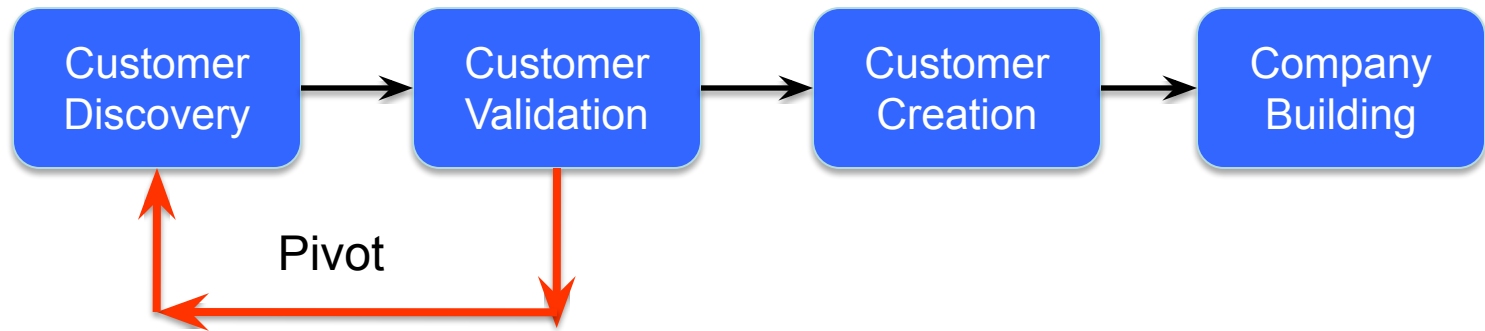 Customer
Discovery
Customer
Validation
Customer
Creation
Company
Building
Pivot